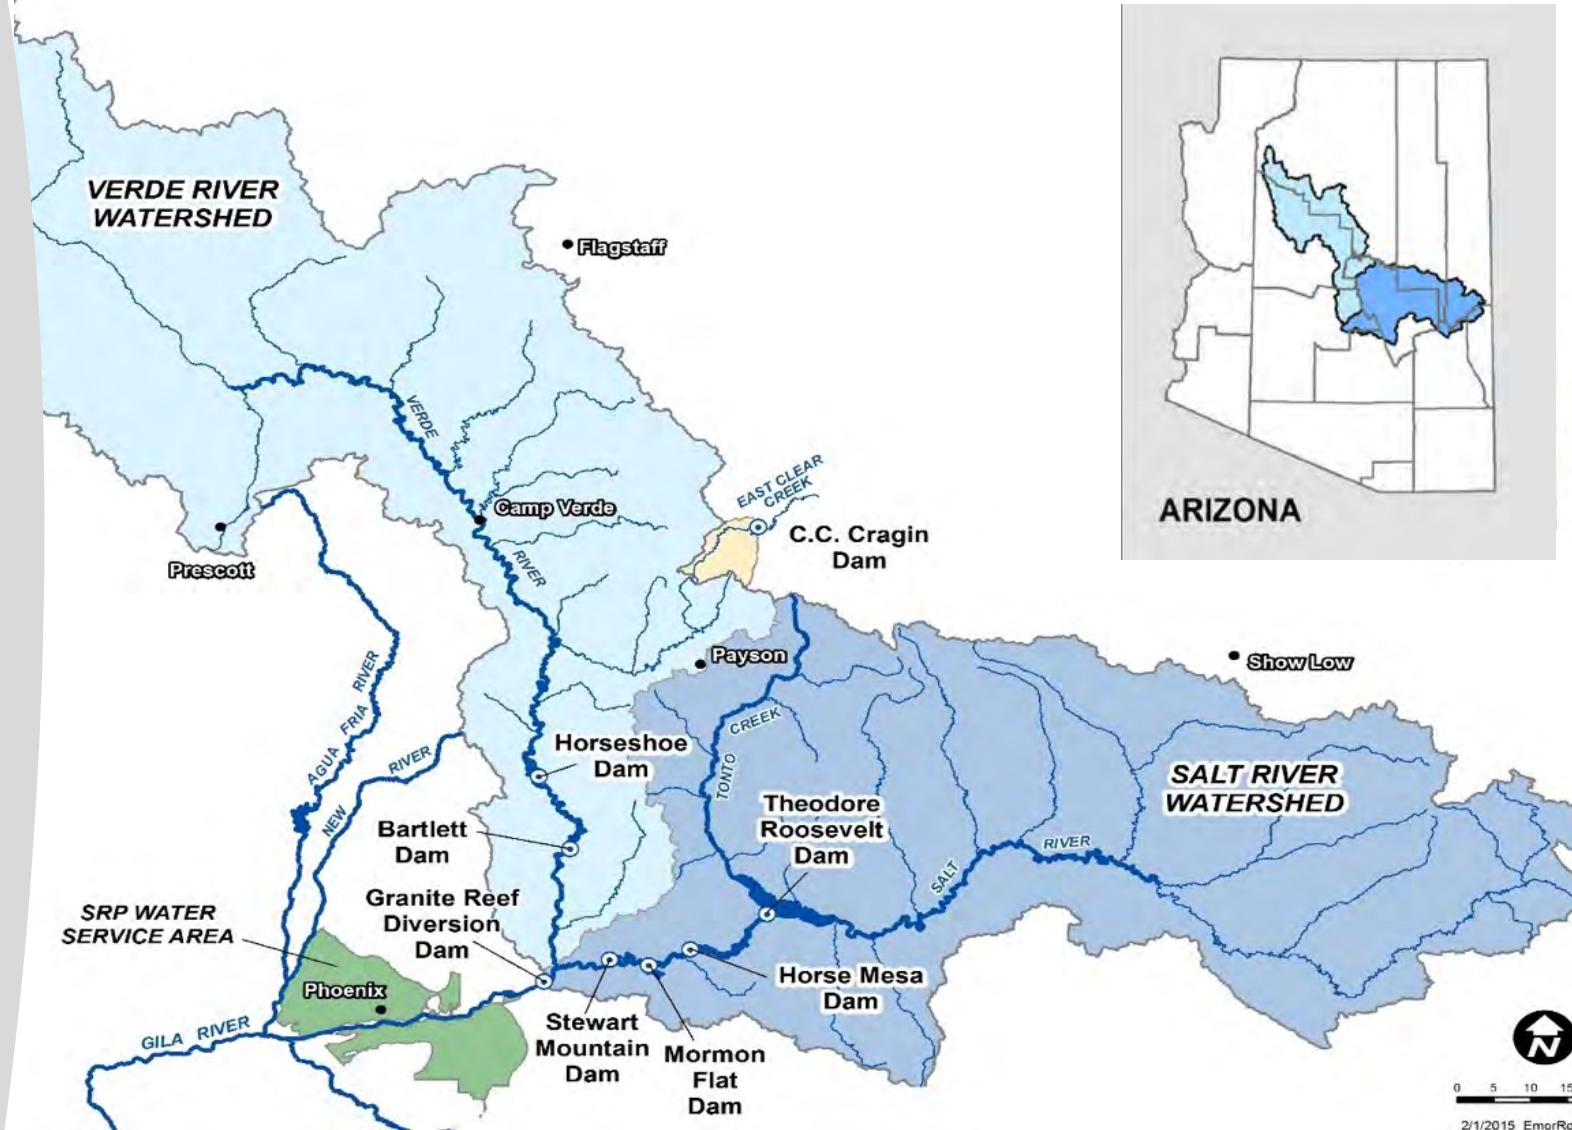 VERDE RIVER
WATERSHED
Flagstaff
VERDE
RIVER
Camp Verde
EAST CLEAR
CREEK
C.C. Cragin
Dam
Prescott
ARIZONA
AGUA FRIA RIVER
NEW RIVER
Payson
Show Low
TONTO CREEK
Horseshoe
Dam
SALT RIVER
WATERSHED
Theodore
Roosevelt
Dam
Bartlett
Dam
SALT RIVER
Granite Reef
Diversion
Dam
SRP WATER
SERVICE AREA
Phoenix
Horse Mesa
Dam
GILA RIVER
Stewart
Mountain
Dam
Mormon
Flat
Dam
N
0 5 10 15
2/1/2015